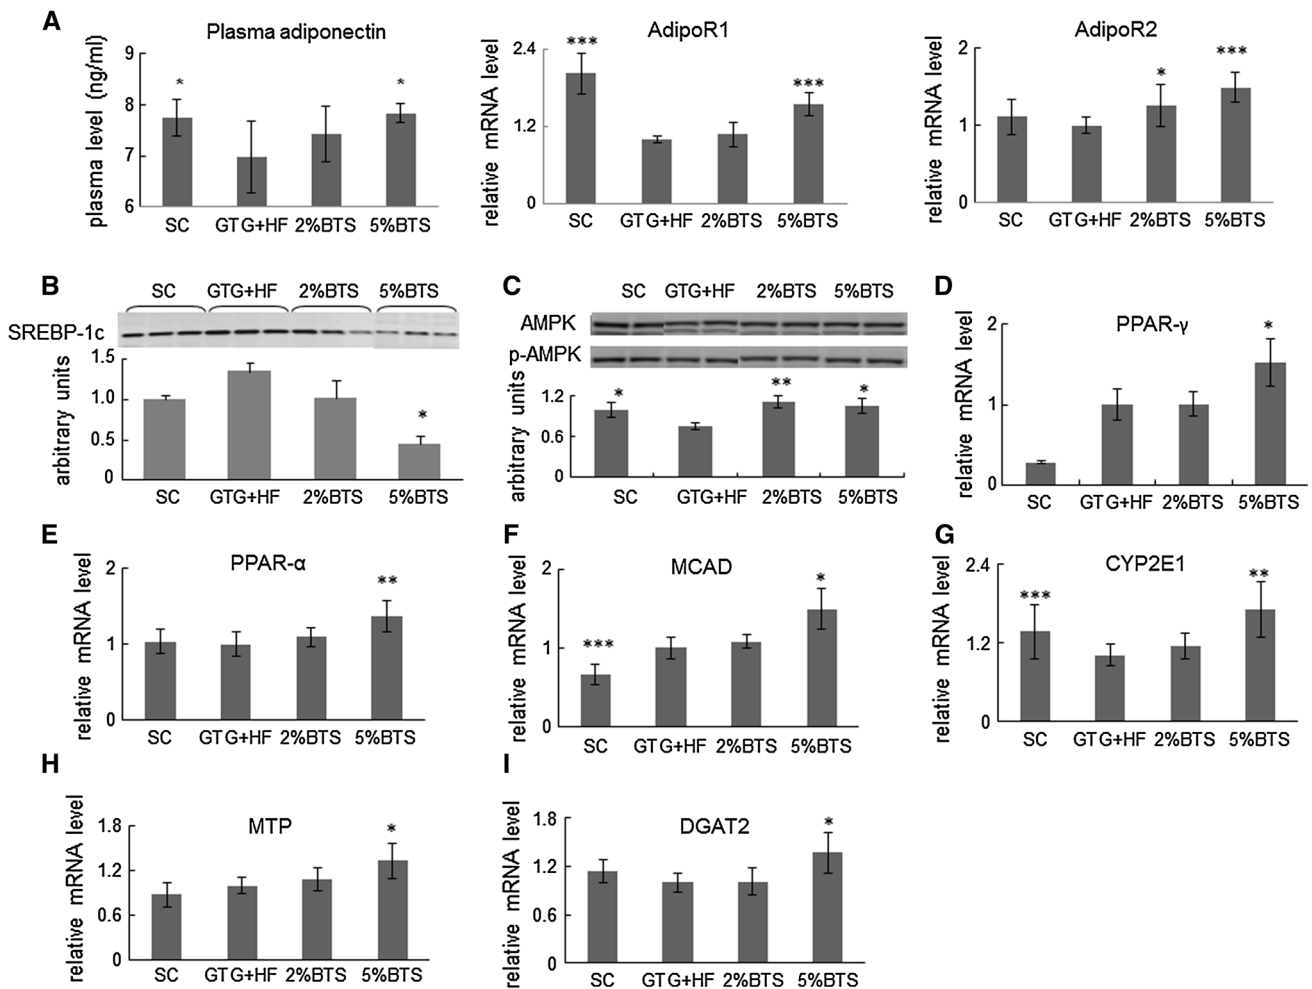 A
Plasma adiponectin
plasma level (ng/ml)
9
8
7
6
*
*
SC
GTG+HF
2%BTS
5%BTS
AdipoR1
relative mRNA level
2.4
1.2
0
***
***
SC
GTG+HF
2%BTS
5%BTS
AdipoR2
relative mRNA level
2
1
0
*
***
SC
GTG+HF
2%BTS
5%BTS
B
SC
GTG+HF
2%BTS
5%BTS
SREBP-1c
arbitrary units
1.5
1.0
0.5
0
*
SC
GTG+HF
2%BTS
5%BTS
C
SC
GTG+HF
2%BTS
5%BTS
AMPK
p-AMPK
arbitrary units
1.2
0.6
0
*
**
*
SC
GTG+HF
2%BTS
5%BTS
D
PPAR-γ
relative mRNA level
2
1
0
*
SC
GTG+HF
2%BTS
5%BTS
E
PPAR-α
relative mRNA level
2
1
0
**
SC
GTG+HF
2%BTS
5%BTS
F
MCAD
relative mRNA level
2
1
0
***
*
SC
GTG+HF
2%BTS
5%BTS
G
CYP2E1
relative mRNA level
2.4
1.2
0
***
**
SC
GTG+HF
2%BTS
5%BTS
H
MTP
relative mRNA level
1.8
1.2
0.6
0
*
SC
GTG+HF
2%BTS
5%BTS
I
DGAT2
relative mRNA level
1.8
1.2
0.6
0
*
SC
GTG+HF
2%BTS
5%BTS